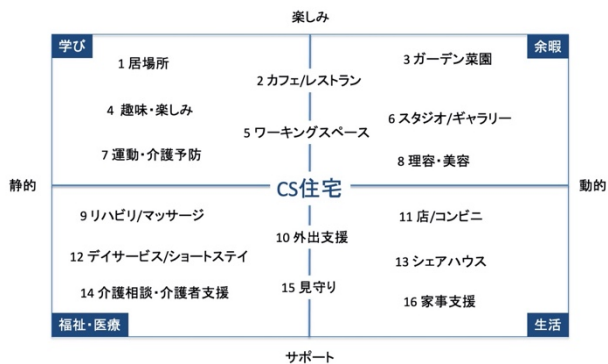 楽しみ
学び
余暇
1 居場所
3 ガーデン菜園
2 カフェ/レストラン
4 趣味・楽しみ
6 スタジオ/ギャラリー
5 ワーキングスペース
7 運動・介護予防
8 理容・美容
静的
CS住宅
動的
9 リハビリ/マッサージ
11 店/コンビニ
10 外出支援
12 デイサービス/ショートステイ
13 シェアハウス
14 介護相談・介護者支援
15 見守り
16 家事支援
福祉・医療
生活
サポート